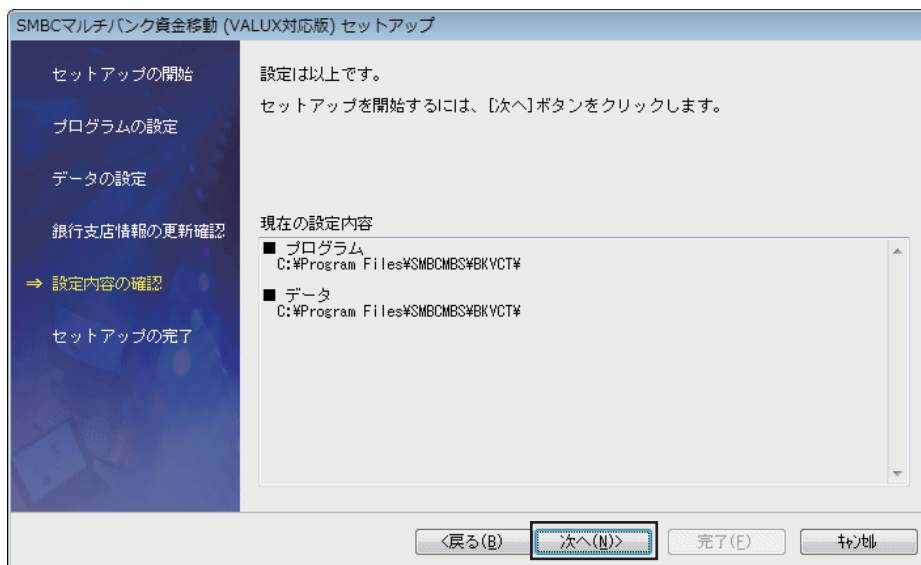 SMBCマルチバンク資金移動 (VALUX対応版) セットアップ
セットアップの開始
プログラムの設定
データの設定
銀行支店情報の更新確認
⇒ 設定内容の確認
セットアップの完了
設定は以上です。
セットアップを開始するには、[次へ]ボタンをクリックします。
現在の設定内容
■ プログラム
C:¥Program Files¥SMBCMBS¥BKVCT¥
■ データ
C:¥Program Files¥SMBCMBS¥BKVCT¥
<戻る(B)
次へ(N)>
完了(F)
ｷｬﾝｾﾙ